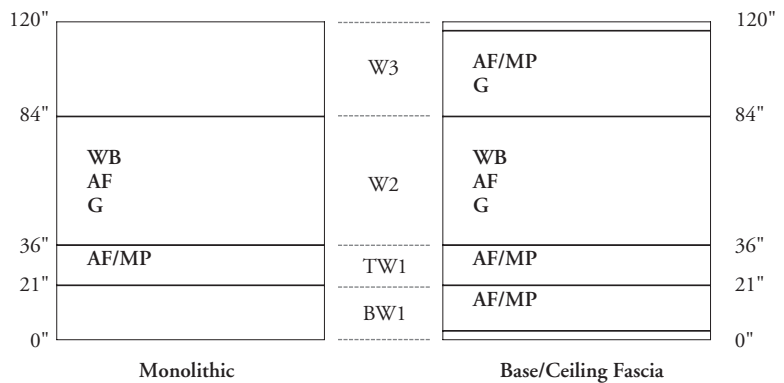 120" 120"
W3 AF/MP
G
84" 84"
WB WB
AF W2 AF
G G
36" 36"
AF/MP TW1 AF/MP
21" 21"
BW1 AF/MP
0" 0"
Monolithic Base/Ceiling Fascia